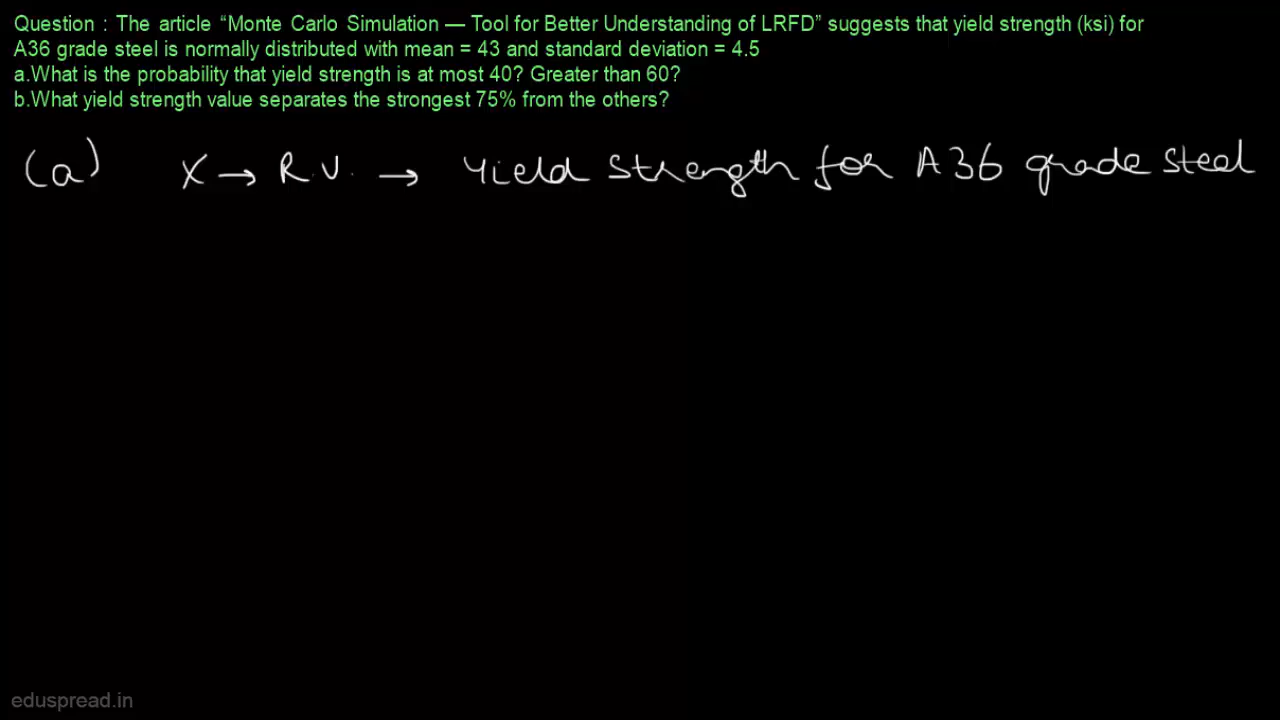 Question : The article “Monte Carlo Simulation — Tool for Better Understanding of LRFD” suggests that yield strength (ksi) for
A36 grade steel is normally distributed with mean = 43 and standard deviation = 4.5
a.What is the probability that yield strength is at most 40? Greater than 60?
b.What yield strength value separates the strongest 75% from the others?
(a) X → R.V. → Yield Strength for A36 grade steel
eduspread.in